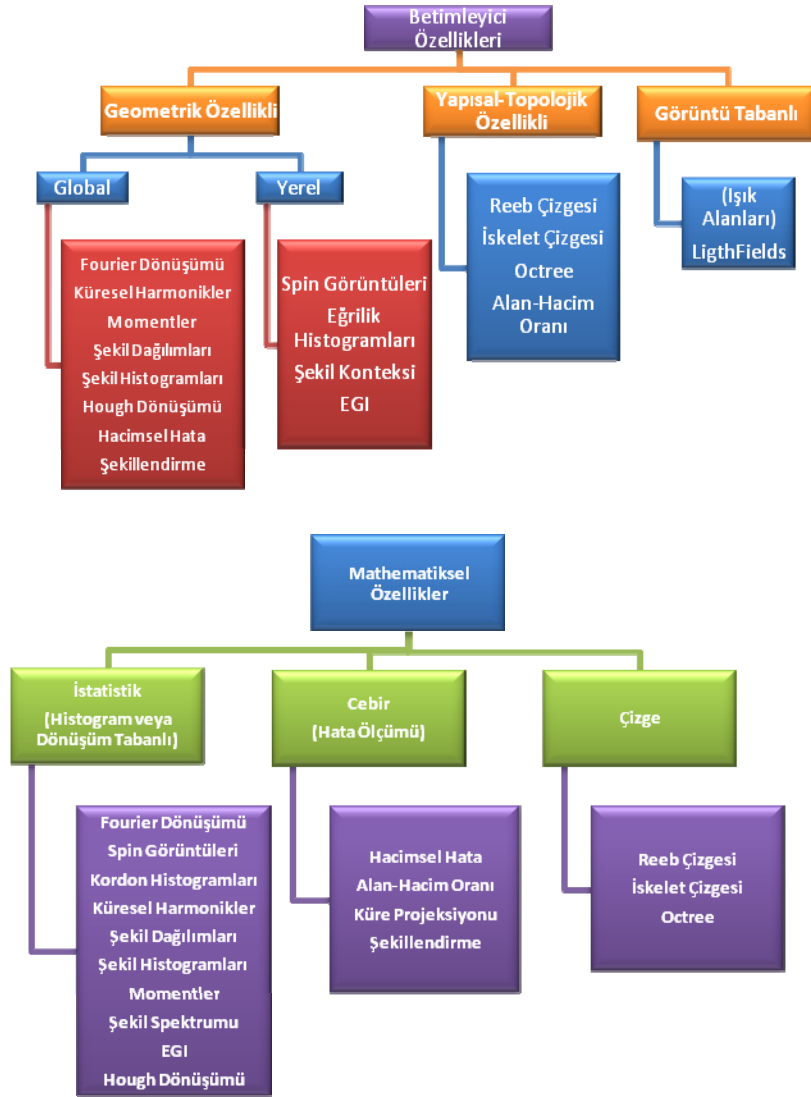 Betimleyici
Özellikleri
Geometrik Özellikli
Yapısal-Topolojik
Özellikli
Görüntü Tabanlı
Global
Yerel
Fourier Dönüşümü
Küresel Harmonikler
Momentler
Şekil Dağılımları
Şekil Histogramları
Hough Dönüşümü
Hacimsel Hata
Şekillendirme
Spin Görüntüleri
Eğrilik
Histogramları
Şekil Konteksi
EGI
Reeb Çizgesi
İskelet Çizgesi
Octree
Alan-Hacim
Oranı
(Işık
Alanları)
LigthFields
Mathematiksel
Özellikler
İstatistik
(Histogram veya
Dönüşüm Tabanlı)
Cebir
(Hata Ölçümü)
Çizge
Fourier Dönüşümü
Spin Görüntüleri
Kordon Histogramları
Küresel Harmonikler
Şekil Dağılımları
Şekil Histogramları
Momentler
Şekil Spektrumu
EGI
Hough Dönüşümü
Hacimsel Hata
Alan-Hacim Oranı
Küre Projeksiyonu
Şekillendirme
Reeb Çizgesi
İskelet Çizgesi
Octree